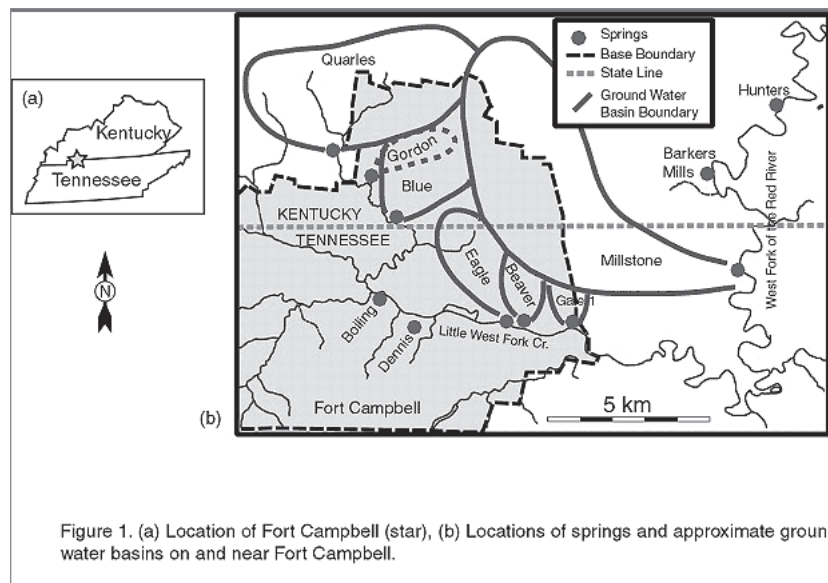 (a)
Kentucky
Tennessee
N
(b)
Springs
Base Boundary
State Line
Ground Water
Basin Boundary
Quarles
Hunters
Gordon
Barkers
Mills
Blue
KENTUCKY
TENNESSEE
Eagle
Beaver
Millstone
West Fork of the Red River
Boiling
Dennis
Little West Fork Cr.
Fort Campbell
5 km
Figure 1. (a) Location of Fort Campbell (star), (b) Locations of springs and approximate groun
water basins on and near Fort Campbell.